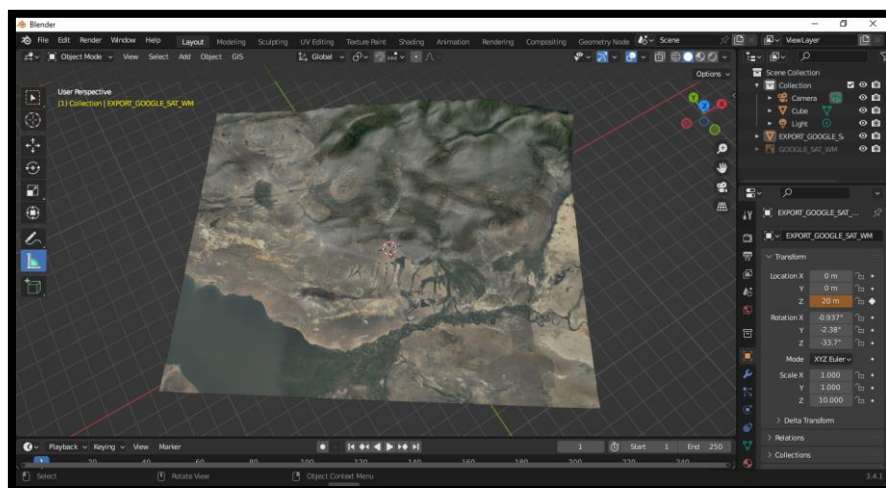 Blender
File Edit Render Window Help Layout Modeling Sculpting UV Editing Texture Paint Shading Animation Rendering Compositing Geometry Node Scene ViewLayer
Object Mode View Select Add Object GIS Global
Options
User Perspective
(1) Collection | EXPORT_GOOGLE_SAT_WM
Y
Z
X
Scene Collection
Collection
Camera
Cube
Light
EXPORT_GOOGLE_S
GOOGLE_SAT_WM
EXPORT_GOOGLE_SAT_...
EXPORT_GOOGLE_SAT_WM
Transform
Location X 0 m
Y 0 m
Z 20 m
Rotation X -0.937°
Y -2.38°
Z -33.7°
Mode XYZ Euler
Scale X 1.000
Y 1.000
Z 10.000
Delta Transform
Relations
Collections
Playback Keying View Marker 1 Start 1 End 250
1 20 40 60 80 100 120 140 160 180 200 220 240
Select Rotate View Object Context Menu 3.4.1